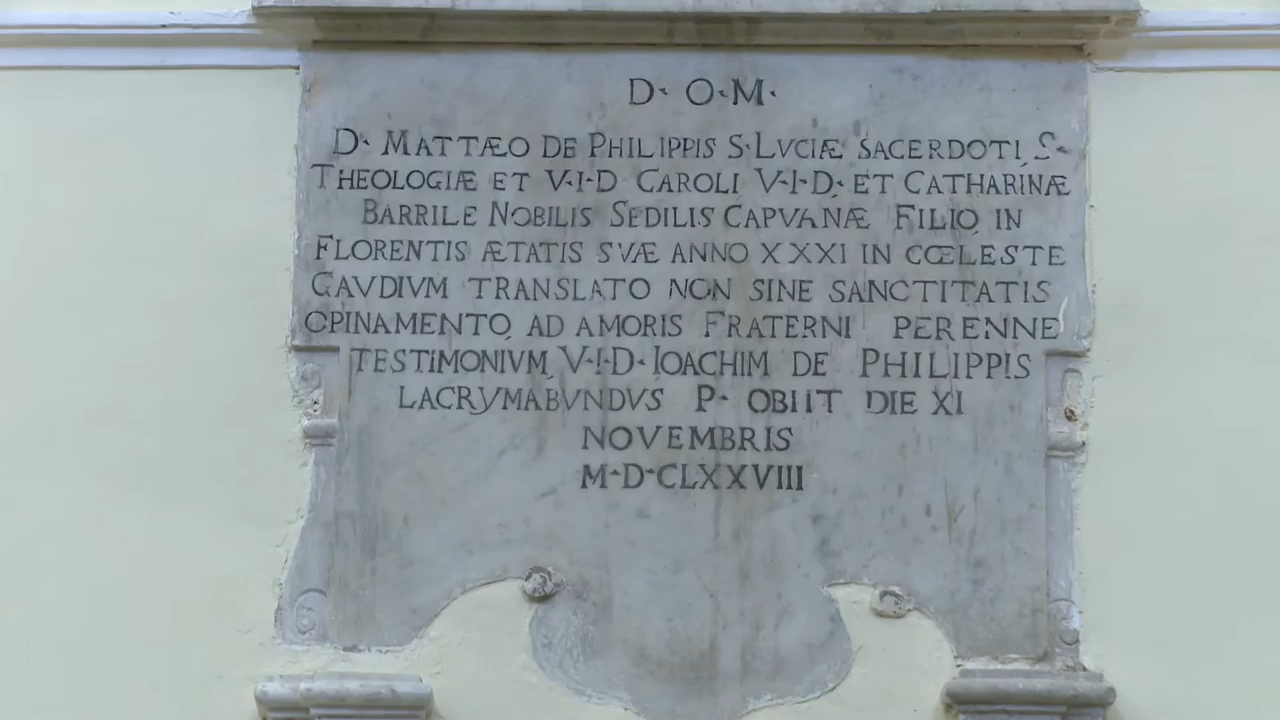 D· O·M·
D· MATTÆO DE PHILIPPIS S·LVCIÆ SACERDOTI S·
THEOLOGIÆ ET V·I·D CAROLI V·I·D· ET CATHARINÆ
BARRILE NOBILIS SEDILIS CAPVANÆ FILIO IN
FLORENTIS ÆTATIS SVÆ ANNO XXXI IN CŒLESTE
GAVDIVM TRANSLATO NON SINE SANCTITATIS
OPINAMENTO AD AMORIS FRATERNI PERENNE
TESTIMONIVM V·I·D· IOACHIM DE PHILIPPIS
LACRYMABVNDVS P· OBIIT DIE XI
NOVEMBRIS
M·D·CLXXVIII